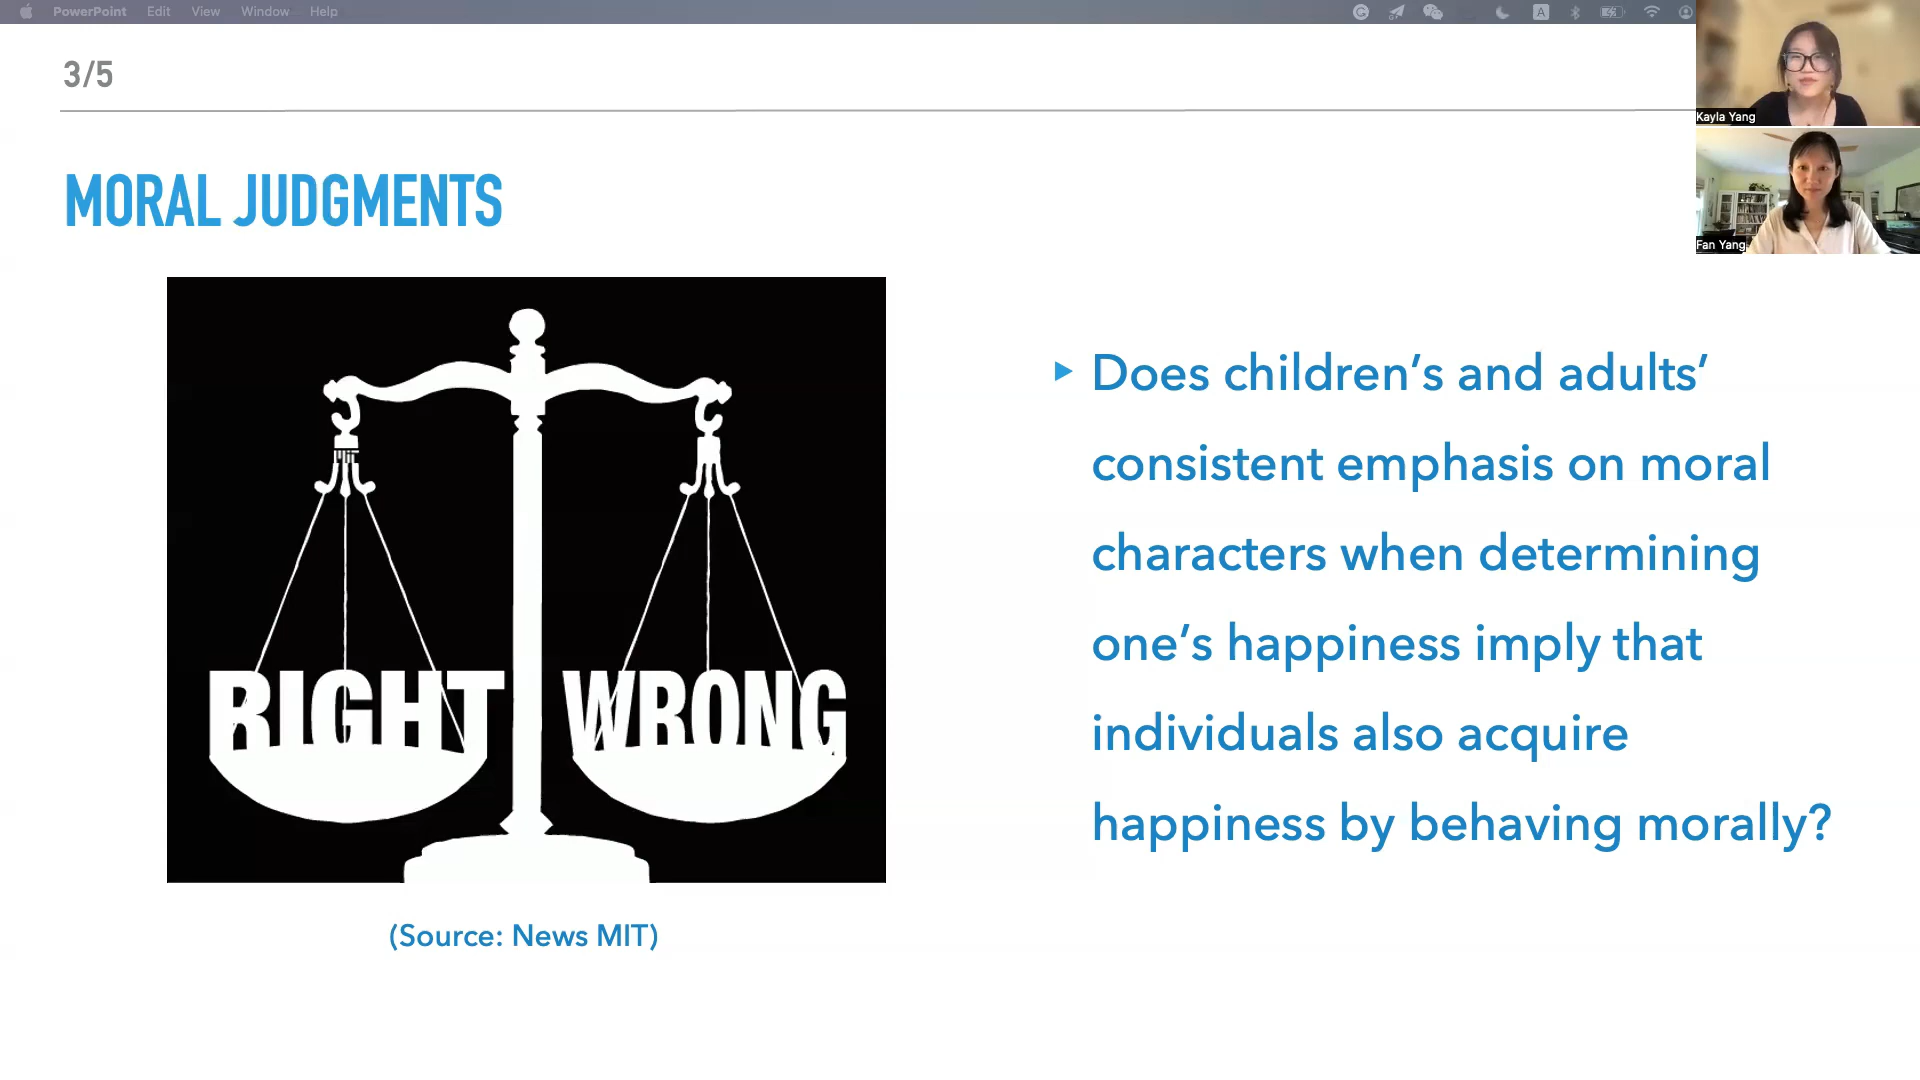 PowerPoint Edit View Window Help
A
3/5
Kayla Yang
Fan Yang
MORAL JUDGMENTS
RIGHT WRONG
Does children’s and adults’
consistent emphasis on moral
characters when determining
one’s happiness imply that
individuals also acquire
happiness by behaving morally?
(Source: News MIT)